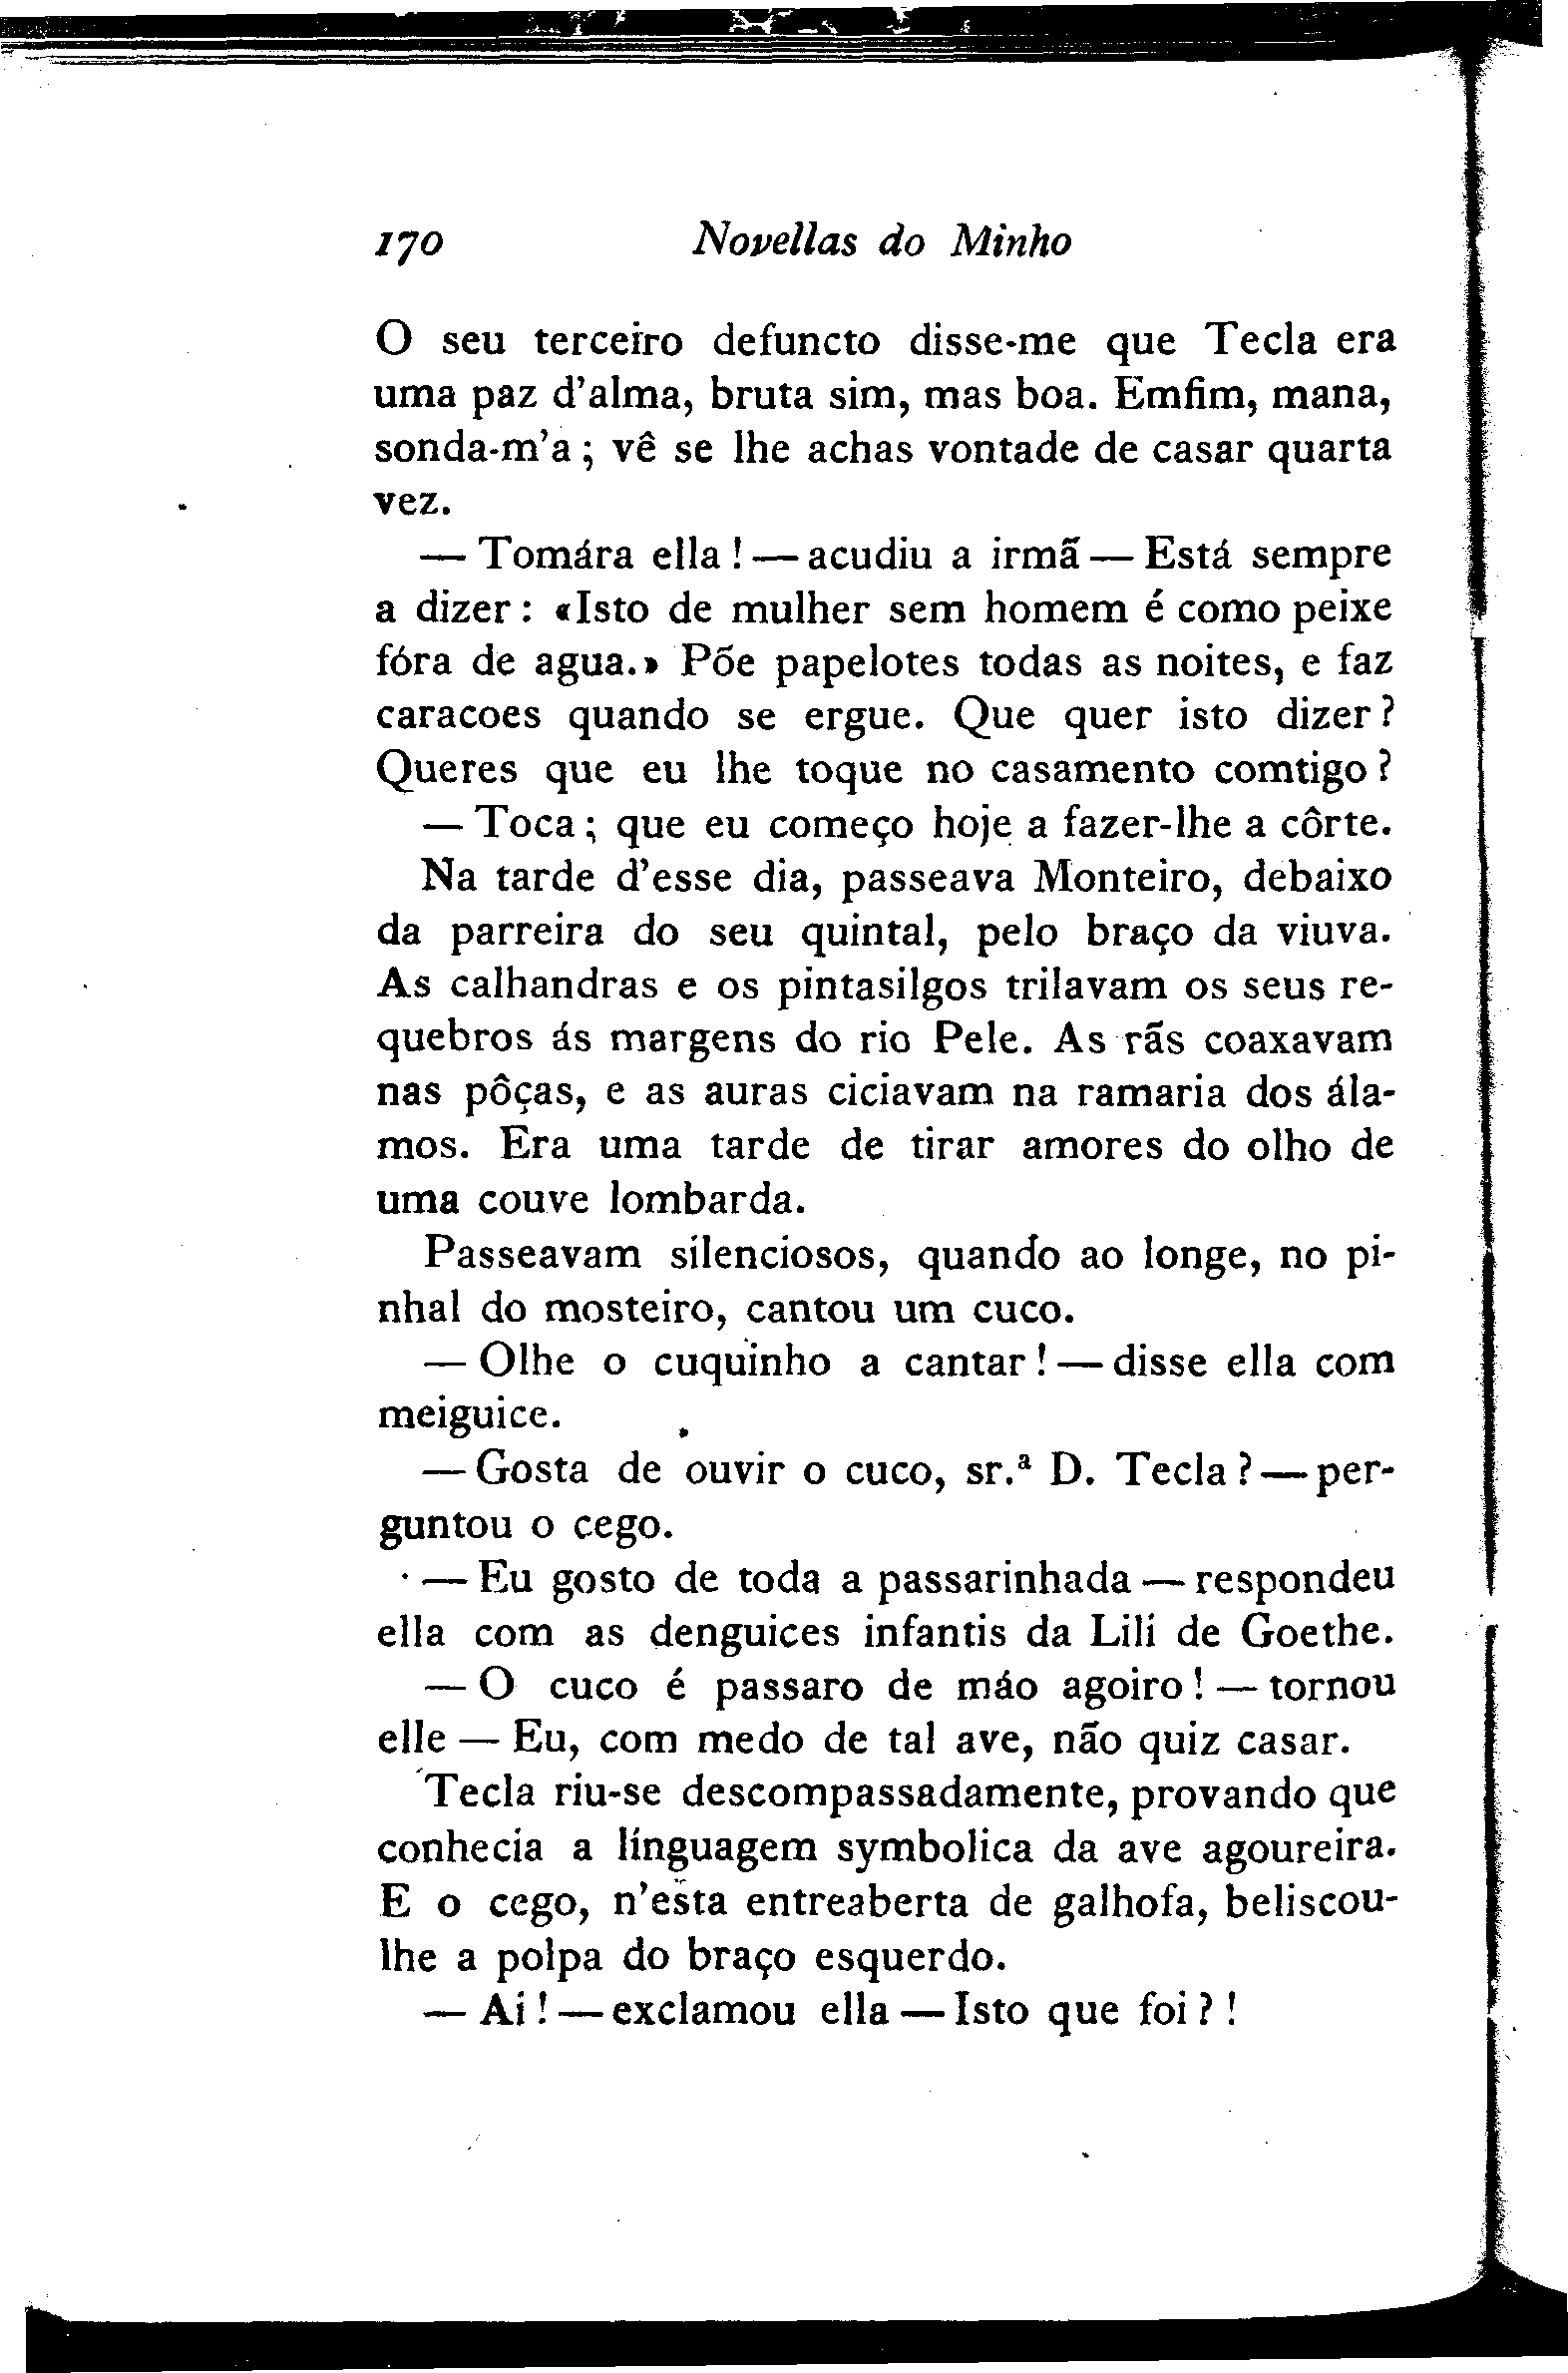 170 Novellas do Minho
O seu terceiro defuncto disse-me que Tecla era
uma paz d'alma, bruta sim, mas boa. Emfim, mana,
sonda-m'a; vê se lhe achas vontade de casar quarta
vez.
— Tomára ella! — acudiu a irmã — Está sempre
a dizer: «Isto de mulher sem homem é como peixe
fóra de agua.» Põe papelotes todas as noites, e faz
caracoes quando se ergue. Que quer isto dizer?
Queres que eu lhe toque no casamento comtigo?
— Toca; que eu começo hoje a fazer-lhe a côrte.
Na tarde d'esse dia, passeava Monteiro, debaixo
da parreira do seu quintal, pelo braço da viuva.
As calhandras e os pintasilgos trilavam os seus re-
quebros ás margens do rio Pele. As rãs coaxavam
nas pôças, e as auras ciciavam na ramaria dos ála-
mos. Era uma tarde de tirar amores do olho de
uma couve lombarda.
Passeavam silenciosos, quando ao longe, no pi-
nhal do mosteiro, cantou um cuco.
— Olhe o cuquinho a cantar! — disse ella com
meiguice.
— Gosta de ouvir o cuco, sr.ª D. Tecla? — per-
guntou o cego.
— Eu gosto de toda a passarinhada — respondeu
ella com as denguices infantis da Lili de Goethe.
— O cuco é passaro de máo agoiro! — tornou
elle — Eu, com medo de tal ave, não quiz casar.
Tecla riu-se descompassadamente, provando que
conhecia a linguagem symbolica da ave agoureira.
E o cego, n'esta entreaberta de galhofa, beliscou-
lhe a polpa do braço esquerdo.
— Ai! — exclamou ella — Isto que foi?!